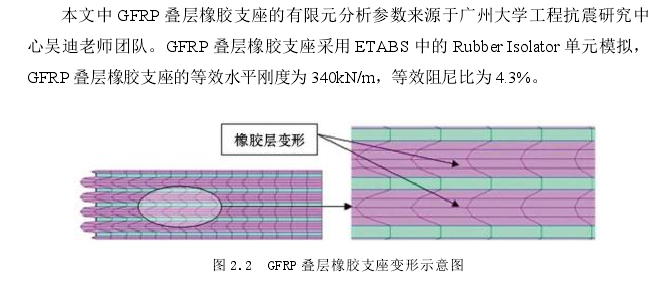 本文中 GFRP 叠层橡胶支座的有限元分析参数来源于广州大学工程抗震研究中
心吴迪老师团队。GFRP 叠层橡胶支座采用 ETABS 中的 Rubber Isolator 单元模拟，
GFRP 叠层橡胶支座的等效水平刚度为 340kN/m，等效阻尼比为 4.3%。
橡胶层变形
图 2.2 GFRP 叠层橡胶支座变形示意图